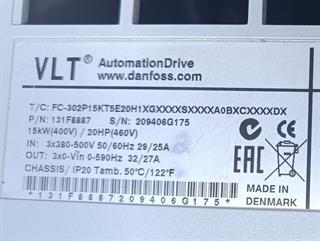 VLT® AutomationDrive
www.danfoss.com
T/C: FC-302P15KT5E20H1XGXXXXSXXXXA0BXCXXXXDX
P/N: 131F8887 S/N: 209406G175
15kW(400V) / 20HP(460V)
IN: 3x380-500V 50/60Hz 29/25A
OUT: 3x0-Vin 0-590Hz 32/27A
CHASSIS/ IP20 Tamb. 50°C/122°F
*131F8887209406G175*
MADE IN
DENMARK
EAC